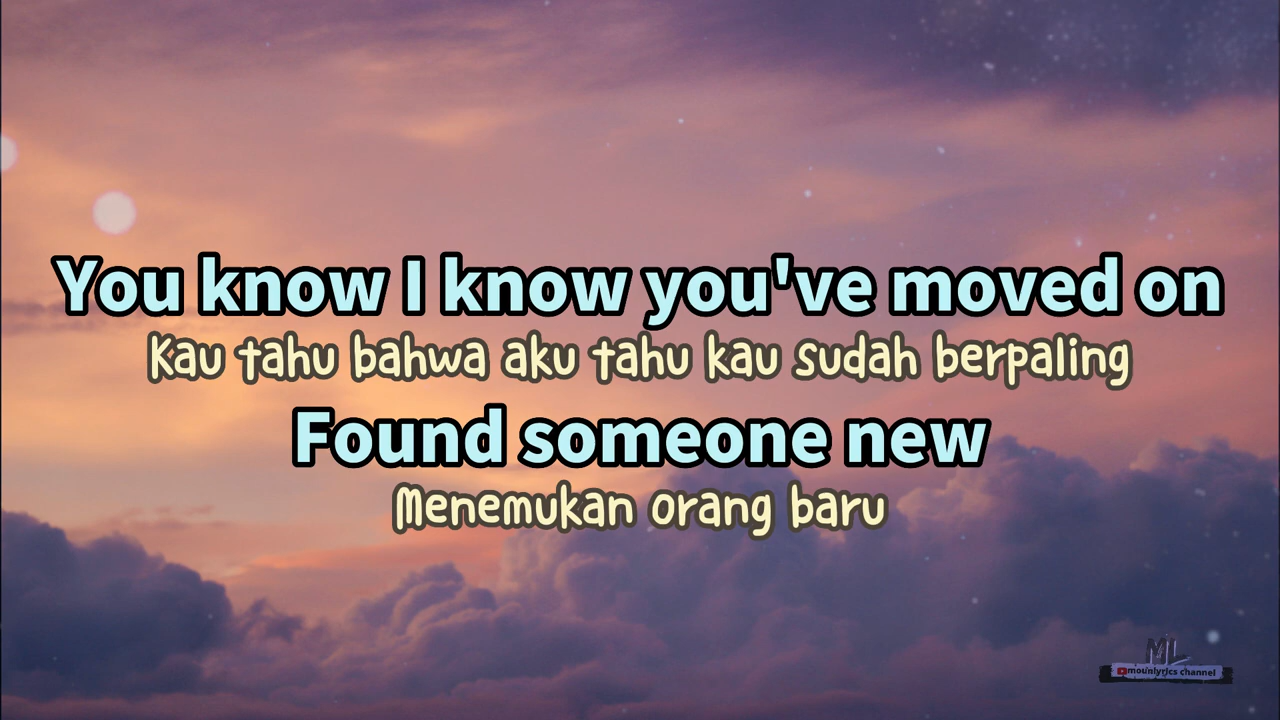 You know I know you've moved on
Kau tahu bahwa aku tahu kau sudah berpaling
Found someone new
Menemukan orang baru
ML
mounlyrics channel